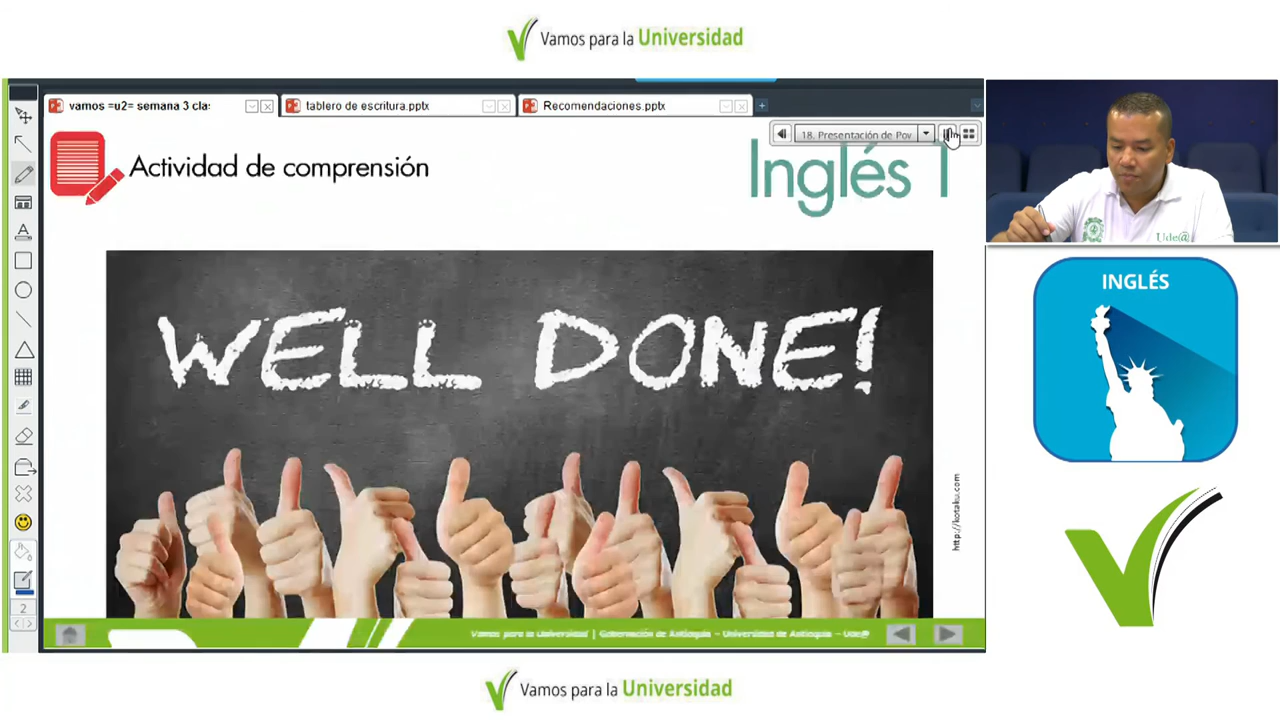 Vamos para la Universidad
vamos =u2= semana 3 cla:
tablero de escritura.pptx
Recomendaciones.pptx
18. Presentación de Pov
Actividad de comprensión
Inglés 1
WELL DONE!
http://kotaku.com
Vamos para la Universidad | Gobernación de Antioquia – Universidad de Antioquia – Ude@
2
Ude@
INGLÉS
Vamos para la Universidad